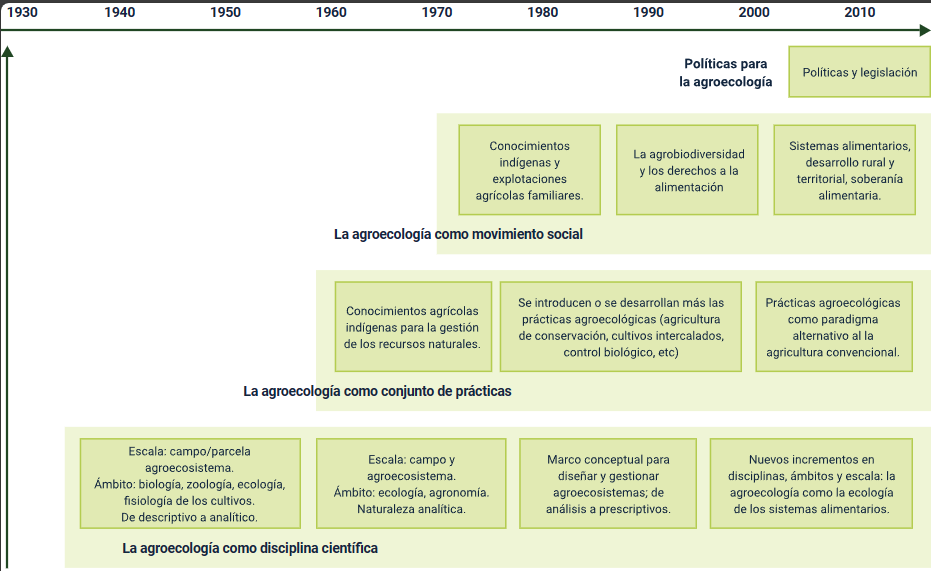 1930 1940 1950 1960 1970 1980 1990 2000 2010
Políticas para
la agroecología
Políticas y legislación
Conocimientos
indígenas y
explotaciones
agrícolas familiares.
La agrobiodiversidad
y los derechos a la
alimentación
Sistemas alimentarios,
desarrollo rural y
territorial, soberanía
alimentaria.
La agroecología como movimiento social
Conocimientos agrícolas
indígenas para la gestión
de los recursos naturales.
Se introducen o se desarrollan más las
prácticas agroecológicas (agricultura
de conservación, cultivos intercalados,
control biológico, etc)
Prácticas agroecológicas
como paradigma
alternativo al la
agricultura convencional.
La agroecología como conjunto de prácticas
Escala: campo/parcela
agroecosistema.
Ámbito: biología, zoología, ecología,
fisiología de los cultivos.
De descriptivo a analítico.
Escala: campo y
agroecosistema.
Ámbito: ecología, agronomía.
Naturaleza analítica.
Marco conceptual para
diseñar y gestionar
agroecosistemas; de
análisis a prescriptivos.
Nuevos incrementos en
disciplinas, ámbitos y escala: la
agroecología como la ecología
de los sistemas alimentarios.
La agroecología como disciplina científica